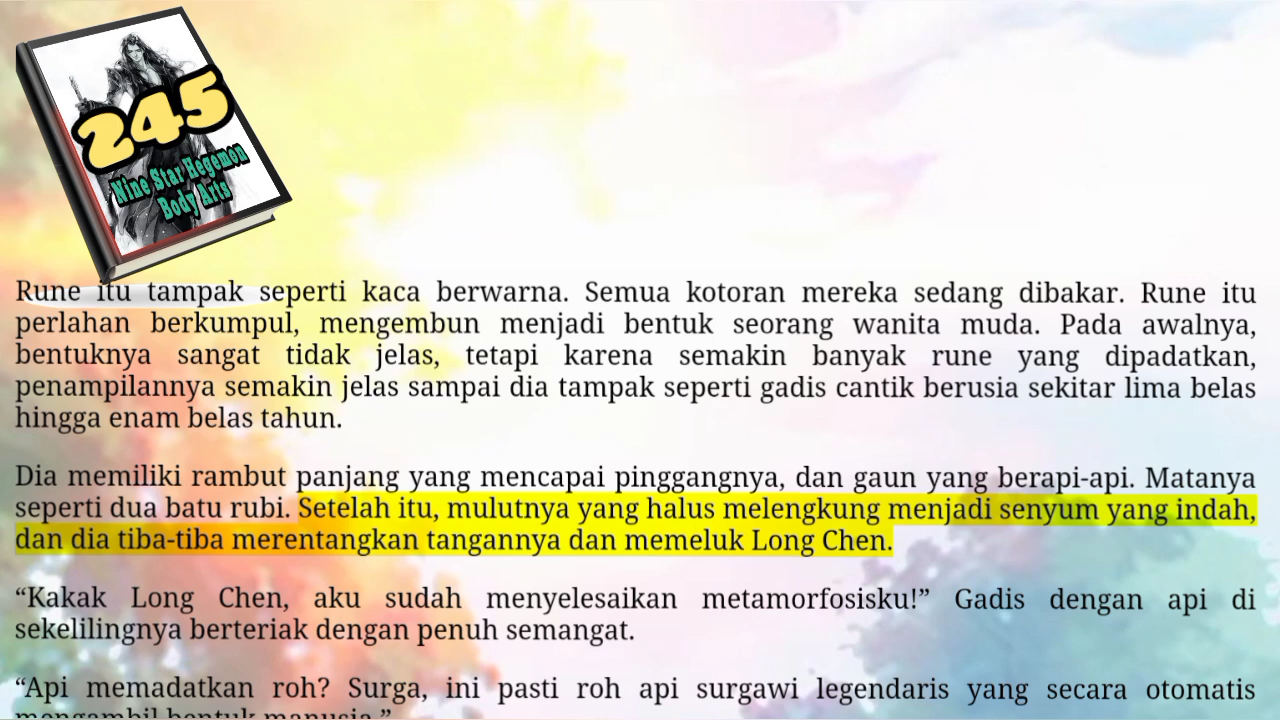 245
Nine Star Hegemon
Body Arts
Rune itu tampak seperti kaca berwarna. Semua kotoran mereka sedang dibakar. Rune itu
perlahan berkumpul, mengembun menjadi bentuk seorang wanita muda. Pada awalnya,
bentuknya sangat tidak jelas, tetapi karena semakin banyak rune yang dipadatkan,
penampilannya semakin jelas sampai dia tampak seperti gadis cantik berusia sekitar lima belas
hingga enam belas tahun.
Dia memiliki rambut panjang yang mencapai pinggangnya, dan gaun yang berapi-api. Matanya
seperti dua batu rubi. Setelah itu, mulutnya yang halus melengkung menjadi senyum yang indah,
dan dia tiba-tiba merentangkan tangannya dan memeluk Long Chen.
“Kakak Long Chen, aku sudah menyelesaikan metamorfosisku!” Gadis dengan api di
sekelilingnya berteriak dengan penuh semangat.
“Api memadatkan roh? Surga, ini pasti roh api surgawi legendaris yang secara otomatis
mengambil bentuk manusia.”